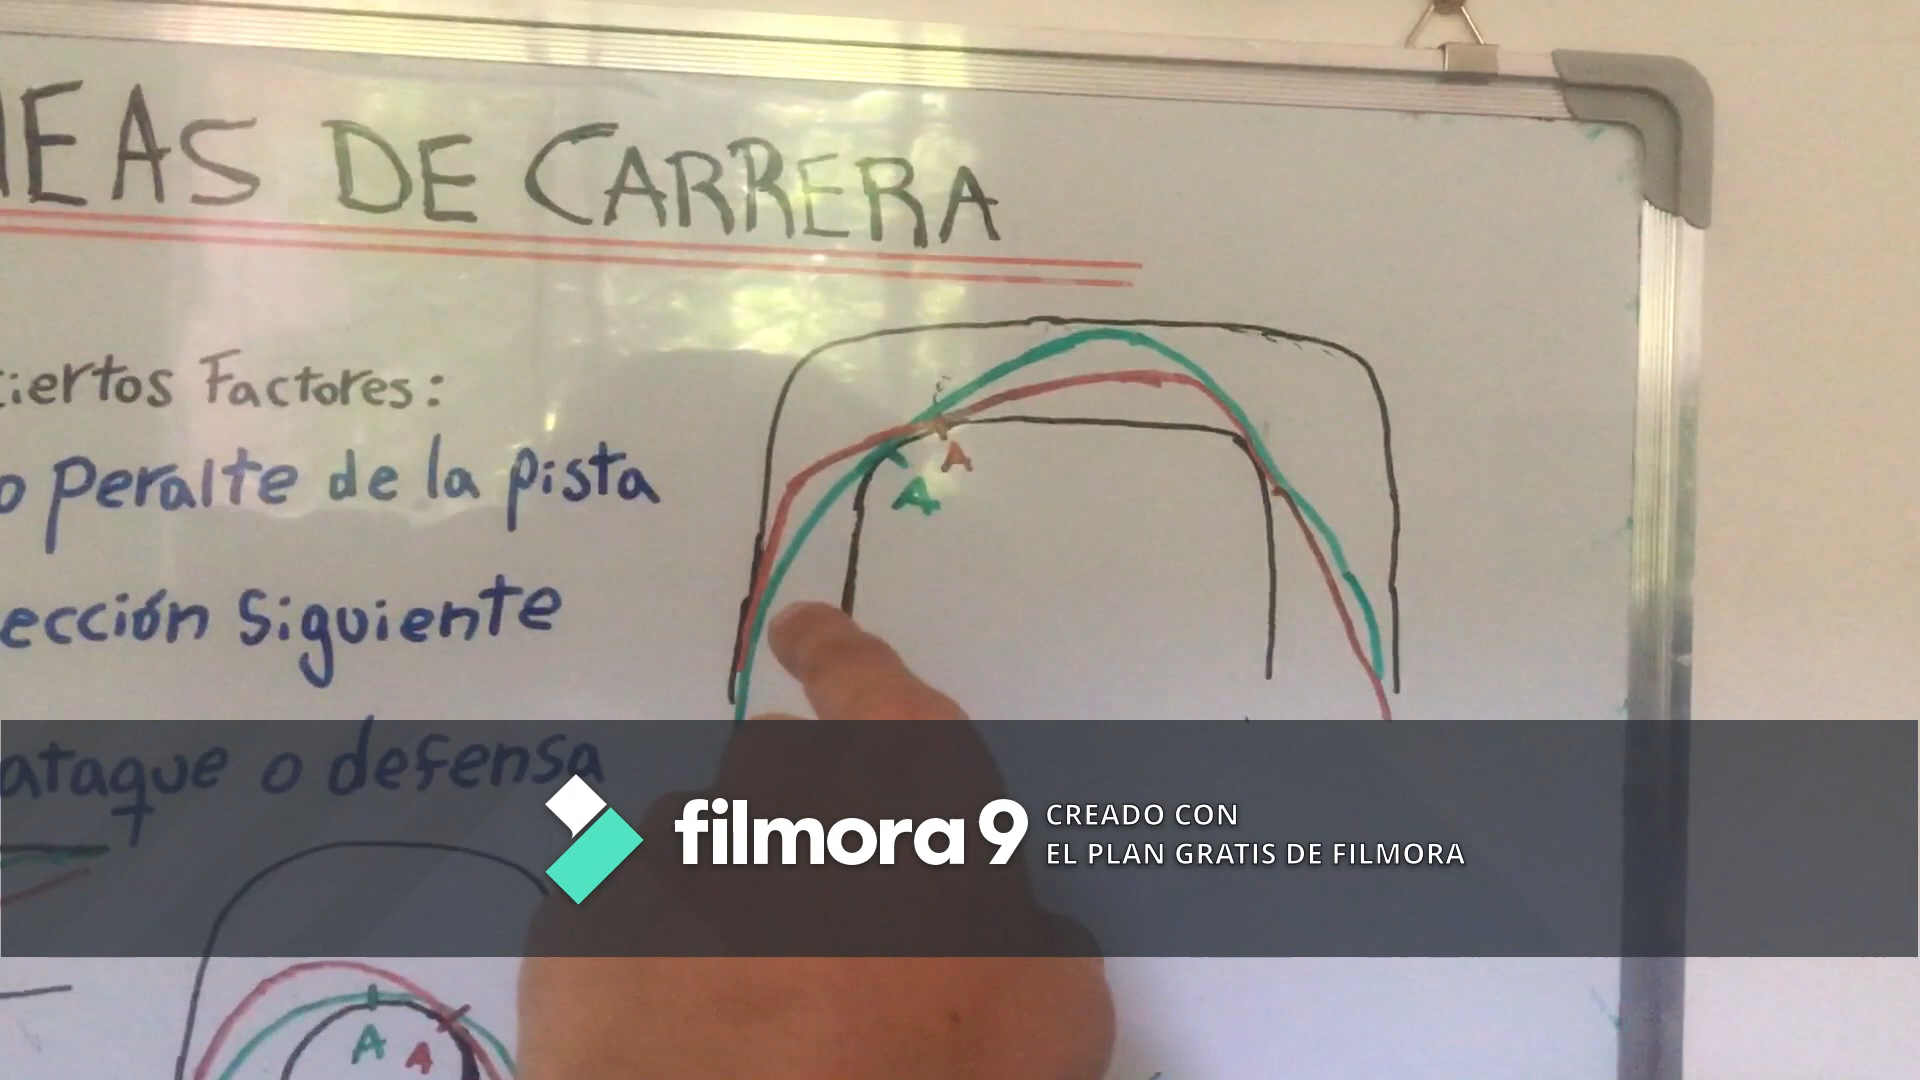 NEAS DE CARRERA
ciertos Factores:
o Peralte de la pista
ección Siguiente
ataque o defensa
A
A
filmora 9
CREADO CON
EL PLAN GRATIS DE FILMORA
A
A